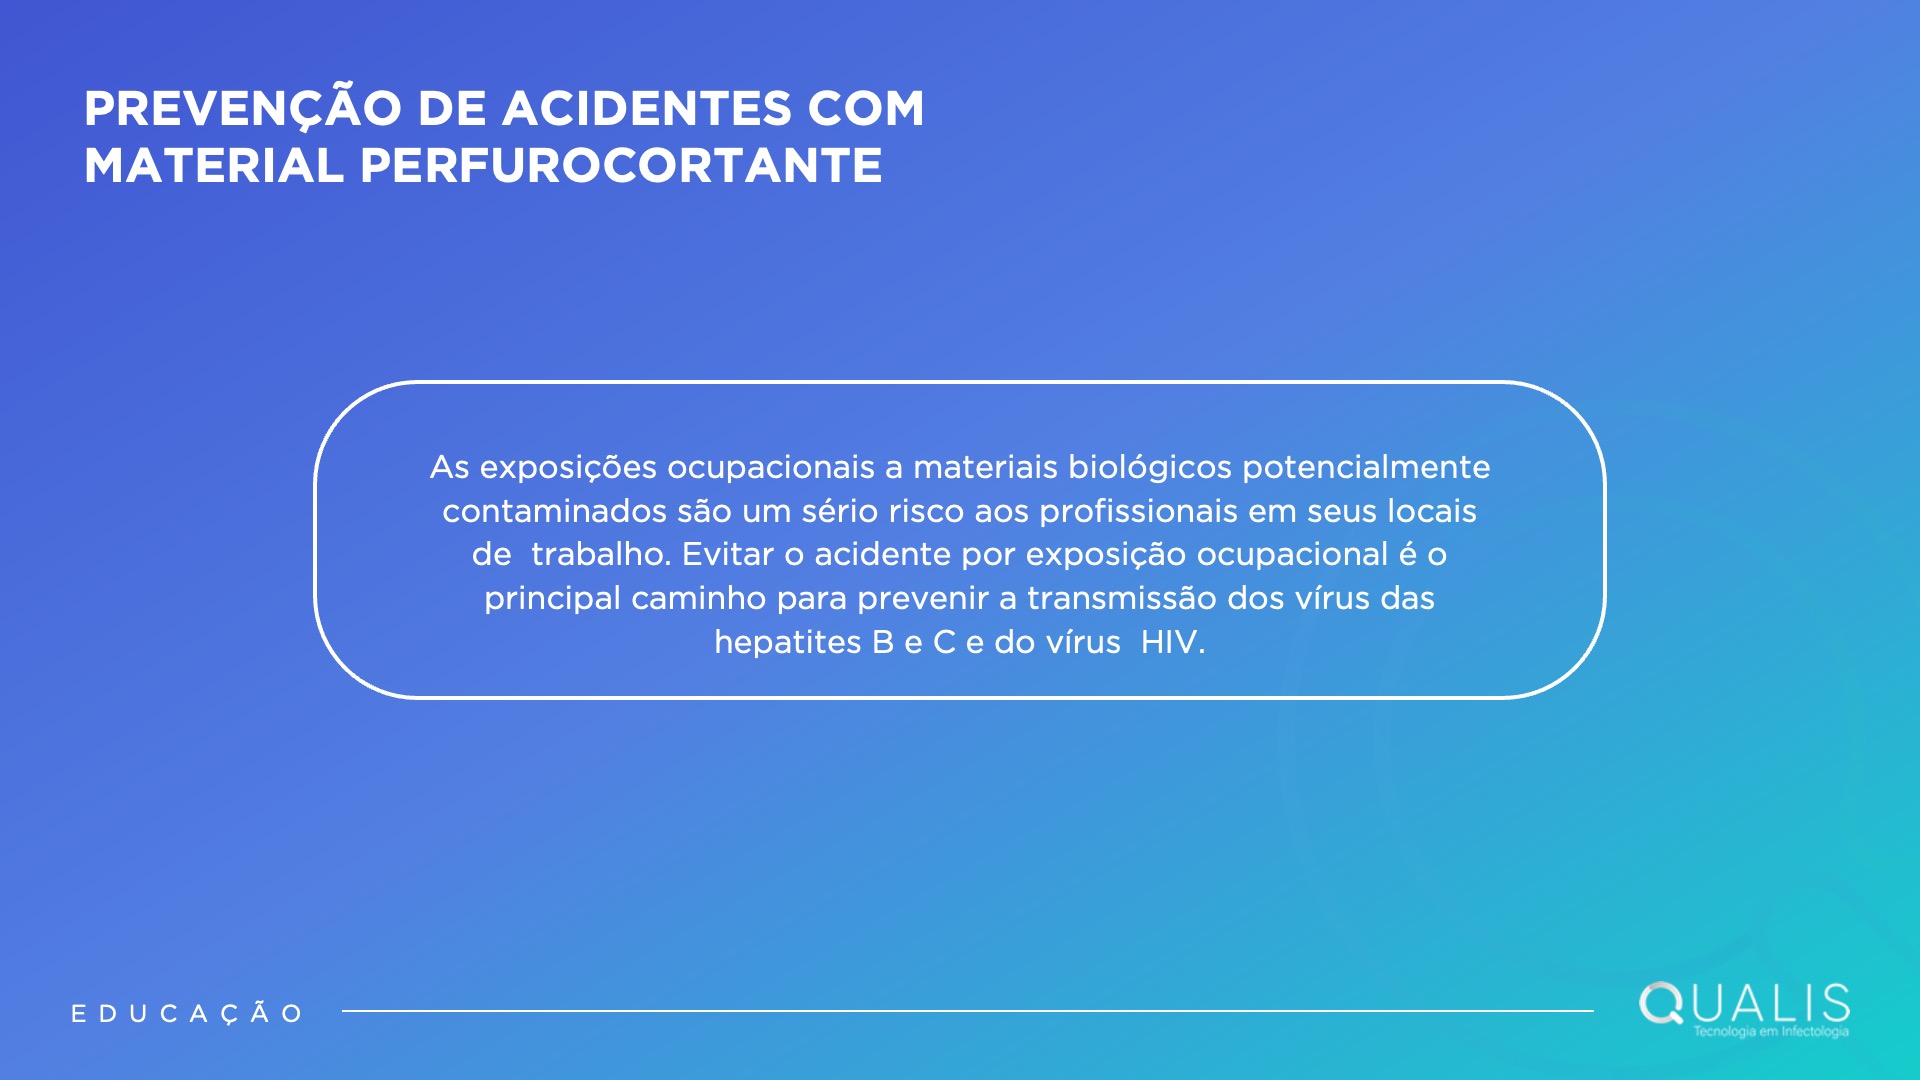 PREVENÇÃO DE ACIDENTES COM
MATERIAL PERFUROCORTANTE
As exposições ocupacionais a materiais biológicos potencialmente
contaminados são um sério risco aos profissionais em seus locais
de  trabalho. Evitar o acidente por exposição ocupacional é o
principal caminho para prevenir a transmissão dos vírus das
hepatites B e C e do vírus  HIV.
EDUCAÇÃO
QUALIS
Tecnologia em Infectologia